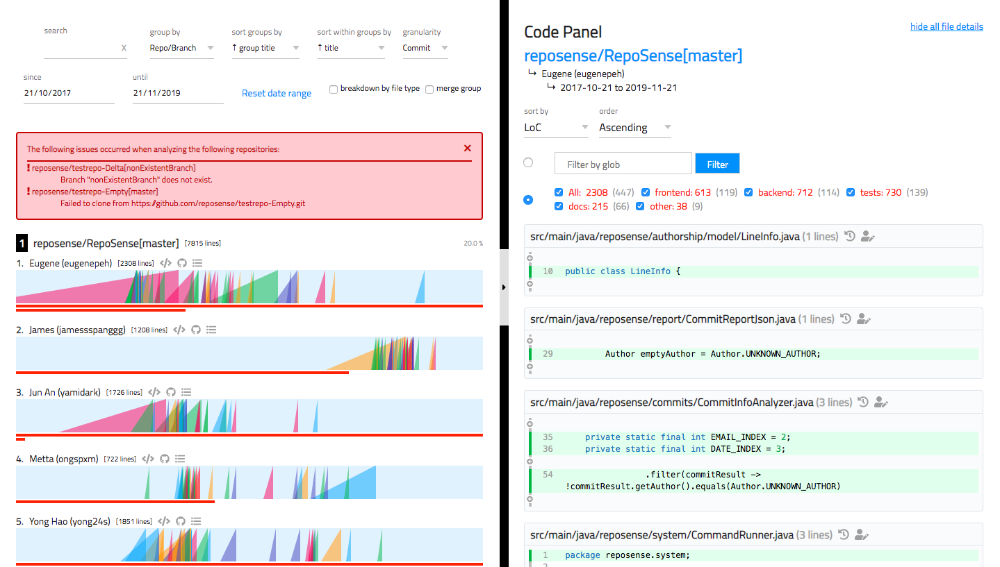 search
group by
sort groups by
sort within groups by
granularity
X
Repo/Branch
↑ group title
↑ title
Commit
since
until
21/10/2017
21/11/2019
Reset date range
breakdown by file type
merge group
The following issues occurred when analyzing the following repositories:
! reposense/testrepo-Delta[nonExistentBranch]
Branch "nonExistentBranch" does not exist.
! reposense/testrepo-Empty[master]
Failed to clone from https://github.com/reposense/testrepo-Empty.git
1 reposense/RepoSense[master] [7815 lines] 20.0 %
1. Eugene (eugenepeh) [2308 lines] </>
2. James (jamessspanggg) [1208 lines] </>
3. Jun An (yamidark) [1726 lines] </>
4. Metta (ongspxm) [722 lines] </>
5. Yong Hao (yong24s) [1851 lines] </>
Code Panel
hide all file details
reposense/RepoSense[master]
↳ Eugene (eugenepeh)
↳ 2017-10-21 to 2019-11-21
sort by
order
LoC
Ascending
Filter by glob
Filter
All: 2308 (447) frontend: 613 (119) backend: 712 (114) tests: 730 (139)
docs: 215 (66) other: 38 (9)
src/main/java/reposense/authorship/model/LineInfo.java (1 lines)
10 public class LineInfo {
src/main/java/reposense/report/CommitReportJson.java (1 lines)
29 Author emptyAuthor = Author.UNKNOWN_AUTHOR;
src/main/java/reposense/commits/CommitInfoAnalyzer.java (3 lines)
35 private static final int EMAIL_INDEX = 2;
36 private static final int DATE_INDEX = 3;
54 .filter(commitResult ->
!commitResult.getAuthor().equals(Author.UNKNOWN_AUTHOR)
src/main/java/reposense/system/CommandRunner.java (3 lines)
1 package reposense.system;
2